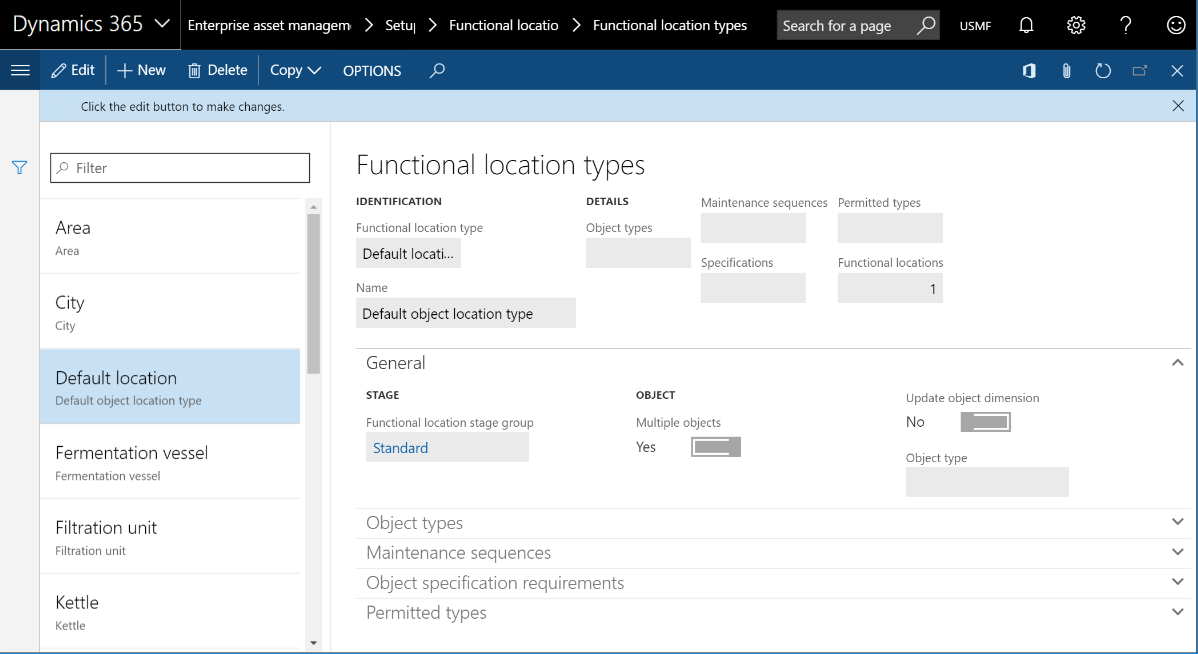 Dynamics 365
Enterprise asset managem > Setu > Functional locatio > Functional location types
Search for a page
USMF
Edit
New
Delete
Copy
OPTIONS
Click the edit button to make changes.
Filter
Area
Area
City
City
Default location
Default object location type
Fermentation vessel
Fermentation vessel
Filtration unit
Filtration unit
Kettle
Kettle
Functional location types
IDENTIFICATION
Functional location type
Default locati...
Name
Default object location type
DETAILS
Object types
Maintenance sequences
Specifications
Permitted types
Functional locations
1
General
STAGE
Functional location stage group
Standard
OBJECT
Multiple objects
Yes
Update object dimension
No
Object type
Object types
Maintenance sequences
Object specification requirements
Permitted types